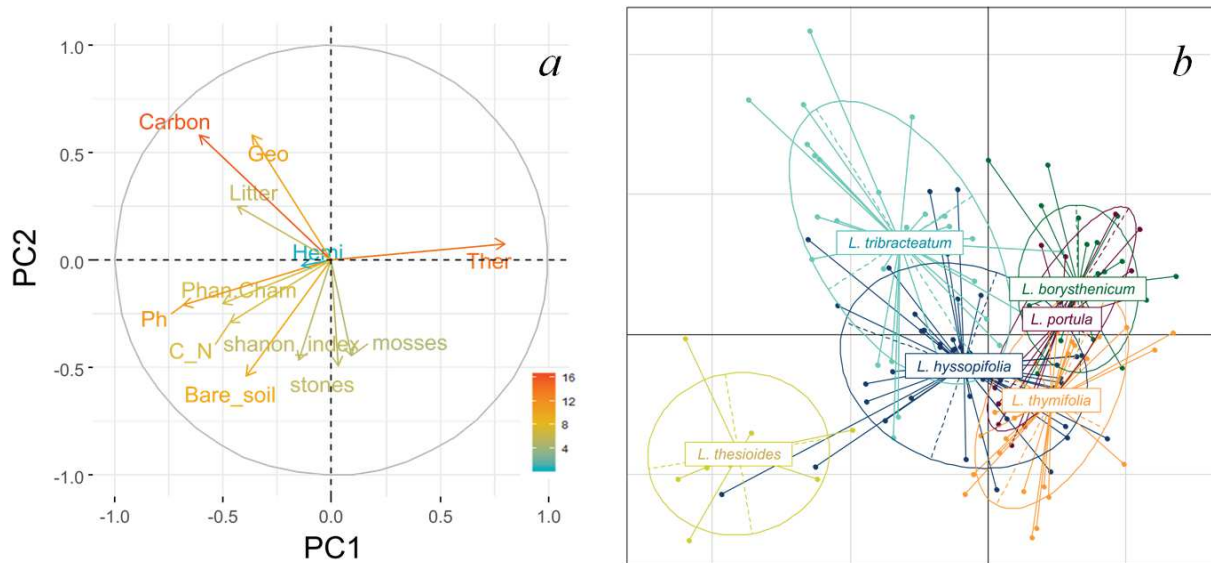 a
b
1.0
0.5
0.0
-0.5
-1.0
PC2
Carbon
Geo
Litter
Hemi
Ther
Phan.Cham
Ph
C_N
shanon_index
mosses
stones
Bare_soil
16
12
8
4
-1.0 -0.5 0.0 0.5 1.0
PC1
L. tribracteatum
L. borysthenicum
L. portula
L. hyssopifolia
L. thymifolia
L. thesioides